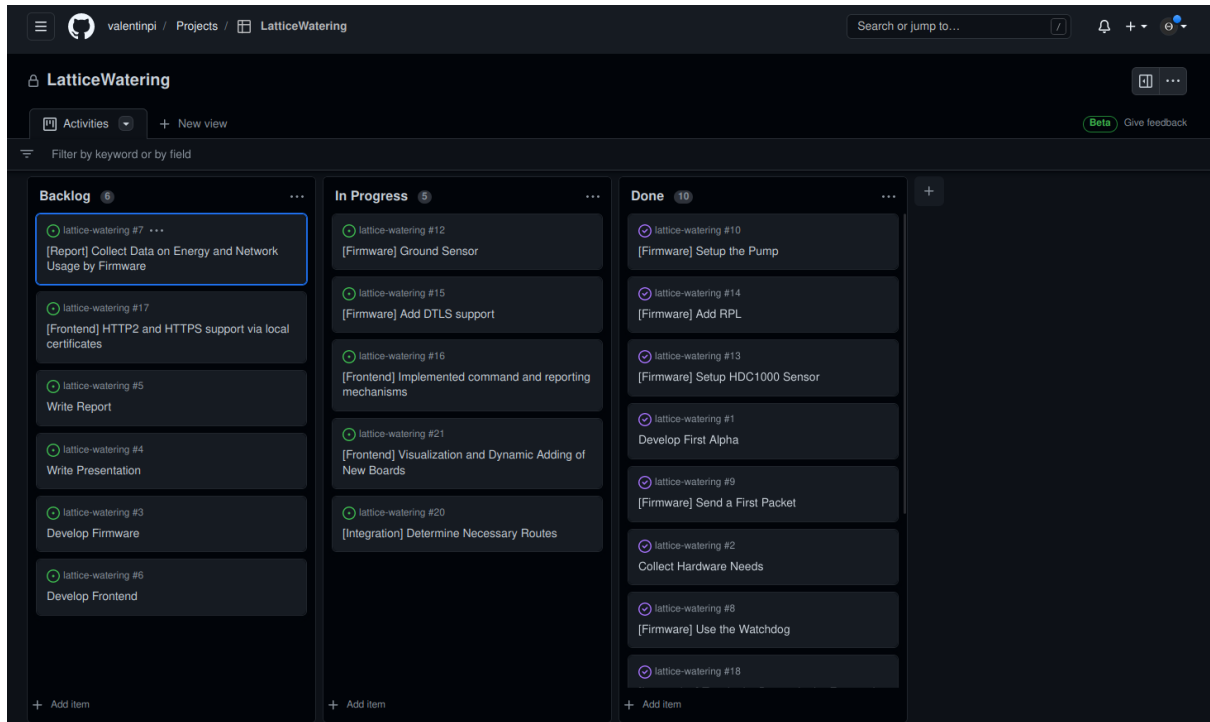 valentinpi / Projects / LatticeWatering
Search or jump to... /
LatticeWatering
Activities
New view
Beta Give feedback
Filter by keyword or by field
Backlog 6
lattice-watering #7
[Report] Collect Data on Energy and Network
Usage by Firmware
lattice-watering #17
[Frontend] HTTP2 and HTTPS support via local
certificates
lattice-watering #5
Write Report
lattice-watering #4
Write Presentation
lattice-watering #3
Develop Firmware
lattice-watering #6
Develop Frontend
Add item
In Progress 5
lattice-watering #12
[Firmware] Ground Sensor
lattice-watering #15
[Firmware] Add DTLS support
lattice-watering #16
[Frontend] Implemented command and reporting
mechanisms
lattice-watering #21
[Frontend] Visualization and Dynamic Adding of
New Boards
lattice-watering #20
[Integration] Determine Necessary Routes
Add item
Done 10
lattice-watering #10
[Firmware] Setup the Pump
lattice-watering #14
[Firmware] Add RPL
lattice-watering #13
[Firmware] Setup HDC1000 Sensor
lattice-watering #1
Develop First Alpha
lattice-watering #9
[Firmware] Send a First Packet
lattice-watering #2
Collect Hardware Needs
lattice-watering #8
[Firmware] Use the Watchdog
lattice-watering #18
Add item